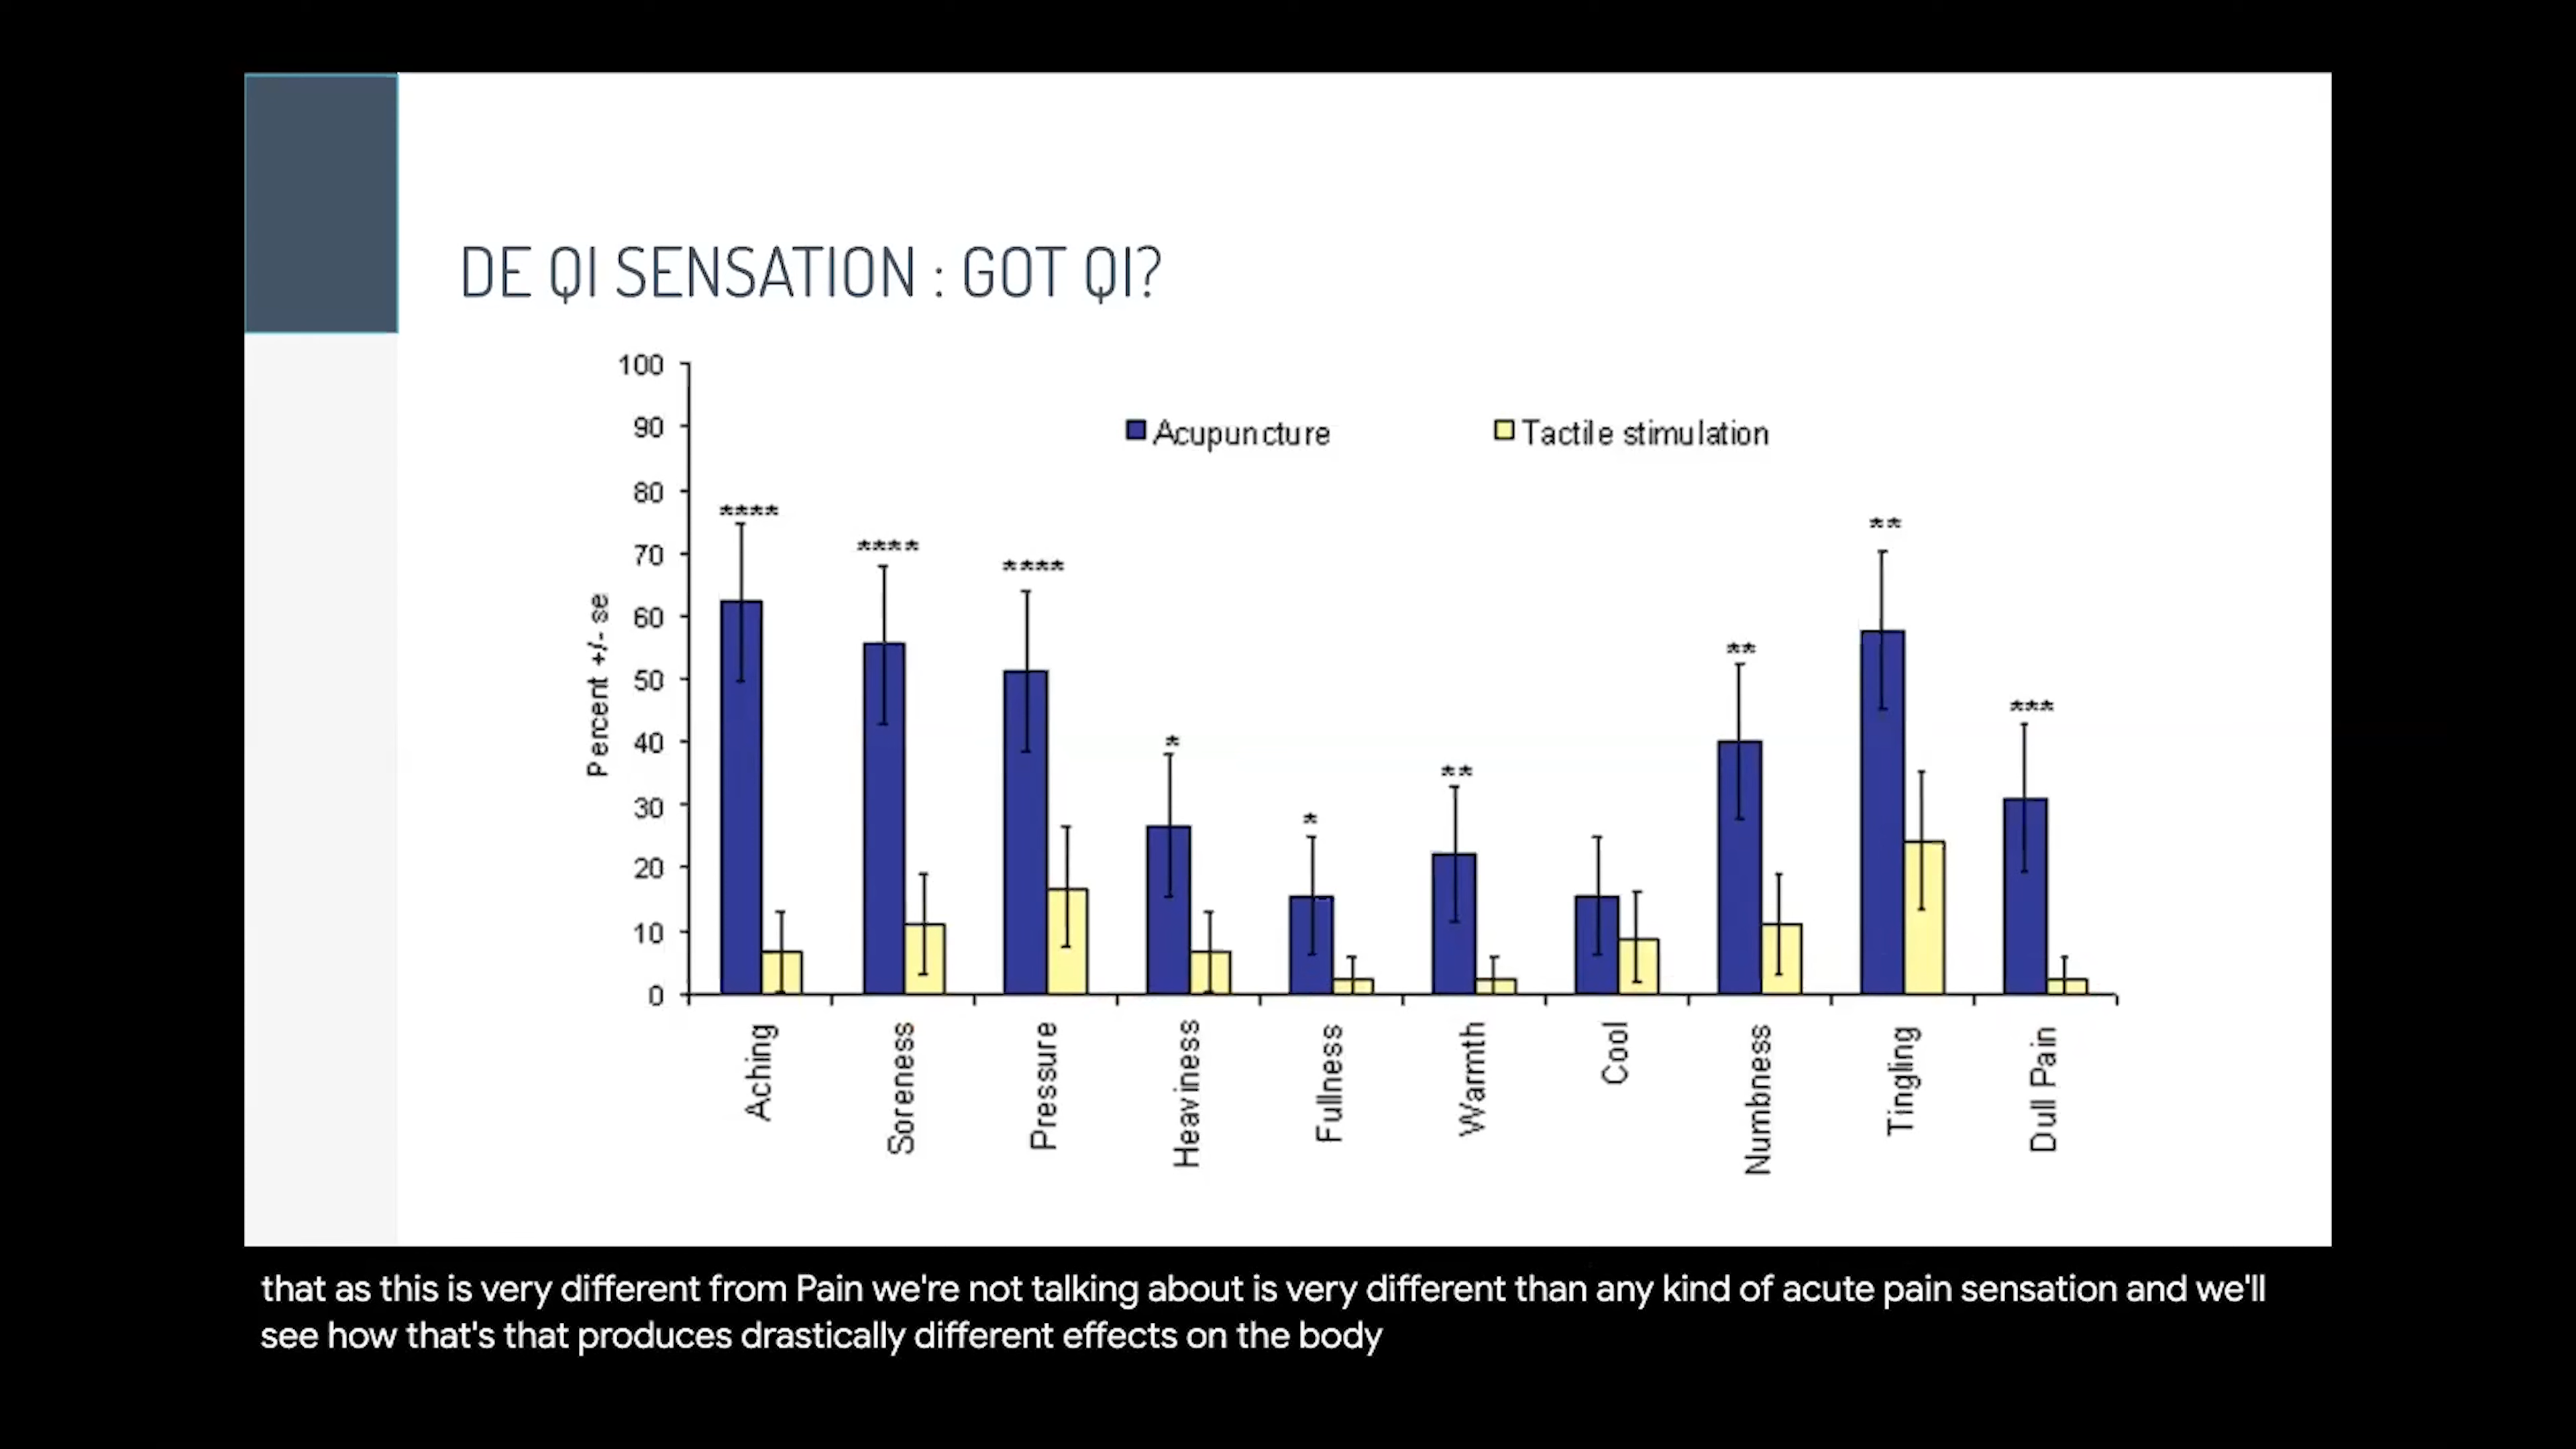 DE QI SENSATION : GOT QI?
100
90
80
70
60
50
40
30
20
10
0
Percent +/- se
Acupuncture
Tactile stimulation
****
****
****
*
*
**
**
**
***
Aching
Soreness
Pressure
Heaviness
Fullness
Warmth
Cool
Numbness
Tingling
Dull Pain
that as this is very different from Pain we're not talking about is very different than any kind of acute pain sensation and we'll
see how that's that produces drastically different effects on the body